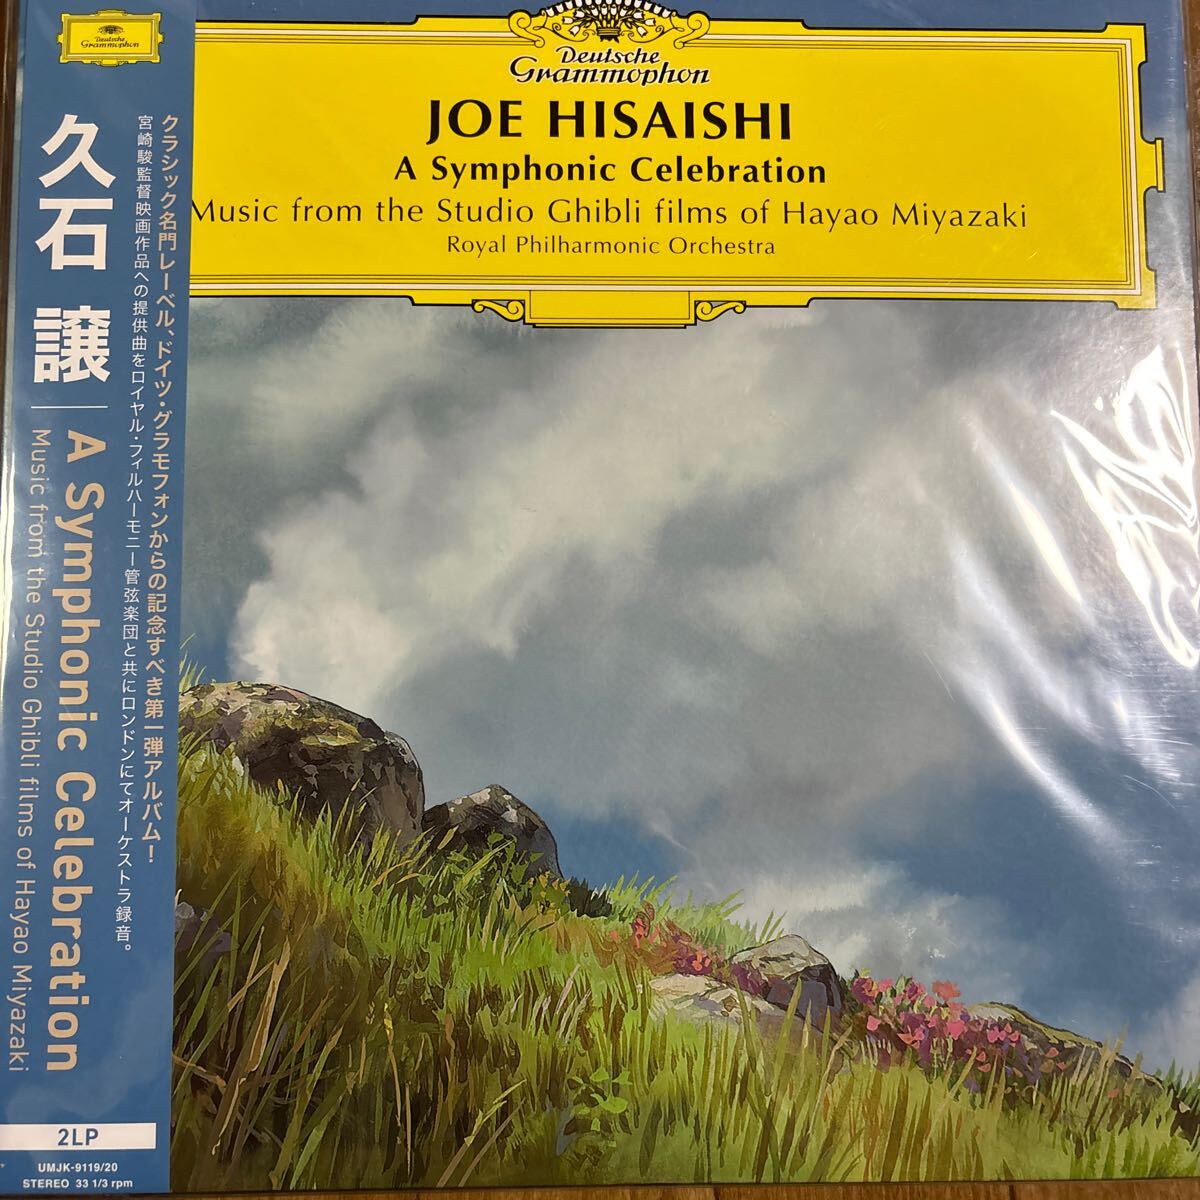 Deutsche
Grammophon
JOE HISAISHI
A Symphonic Celebration
Music from the Studio Ghibli films of Hayao Miyazaki
Royal Philharmonic Orchestra
Deutsche
Grammophon
久石 譲
A Symphonic Celebration
Music from the Studio Ghibli films of Hayao Miyazaki
クラシック名門レーベル、ドイツ・グラモフォンからの記念すべき第一弾アルバム！
宮崎駿監督映画作品への提供曲をロイヤル・フィルハーモニー管弦楽団と共にロンドンにてオーケストラ録音。
2LP
UMJK-9119/20
STEREO 33 1/3 rpm